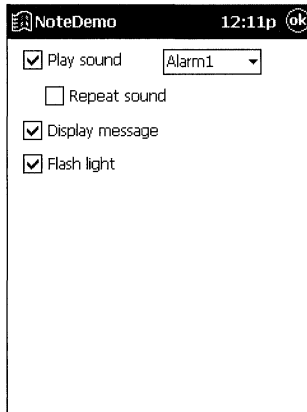 NoteDemo 12:11p ok
Play sound Alarm1
Repeat sound
Display message
Flash light